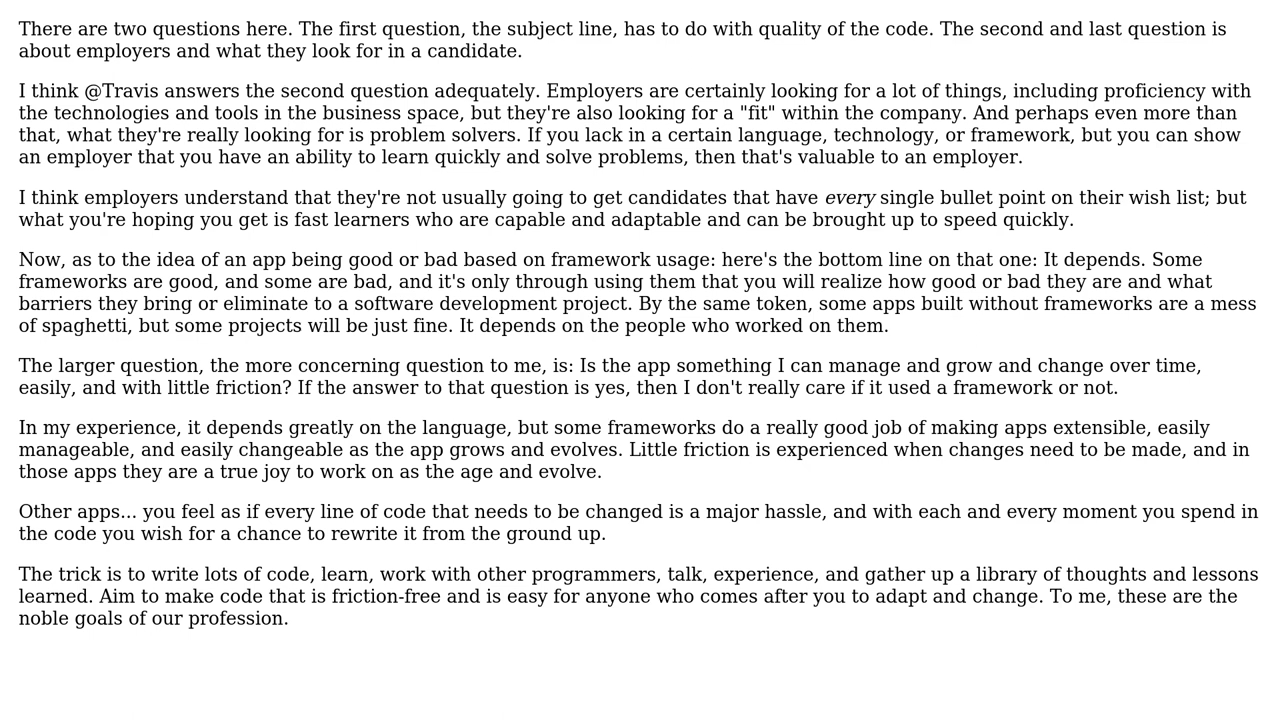 There are two questions here. The first question, the subject line, has to do with quality of the code. The second and last question is
about employers and what they look for in a candidate.
I think @Travis answers the second question adequately. Employers are certainly looking for a lot of things, including proficiency with
the technologies and tools in the business space, but they're also looking for a "fit" within the company. And perhaps even more than
that, what they're really looking for is problem solvers. If you lack in a certain language, technology, or framework, but you can show
an employer that you have an ability to learn quickly and solve problems, then that's valuable to an employer.
I think employers understand that they're not usually going to get candidates that have every single bullet point on their wish list; but
what you're hoping you get is fast learners who are capable and adaptable and can be brought up to speed quickly.
Now, as to the idea of an app being good or bad based on framework usage: here's the bottom line on that one: It depends. Some
frameworks are good, and some are bad, and it's only through using them that you will realize how good or bad they are and what
barriers they bring or eliminate to a software development project. By the same token, some apps built without frameworks are a mess
of spaghetti, but some projects will be just fine. It depends on the people who worked on them.
The larger question, the more concerning question to me, is: Is the app something I can manage and grow and change over time,
easily, and with little friction? If the answer to that question is yes, then I don't really care if it used a framework or not.
In my experience, it depends greatly on the language, but some frameworks do a really good job of making apps extensible, easily
manageable, and easily changeable as the app grows and evolves. Little friction is experienced when changes need to be made, and in
those apps they are a true joy to work on as the age and evolve.
Other apps... you feel as if every line of code that needs to be changed is a major hassle, and with each and every moment you spend in
the code you wish for a chance to rewrite it from the ground up.
The trick is to write lots of code, learn, work with other programmers, talk, experience, and gather up a library of thoughts and lessons
learned. Aim to make code that is friction-free and is easy for anyone who comes after you to adapt and change. To me, these are the
noble goals of our profession.